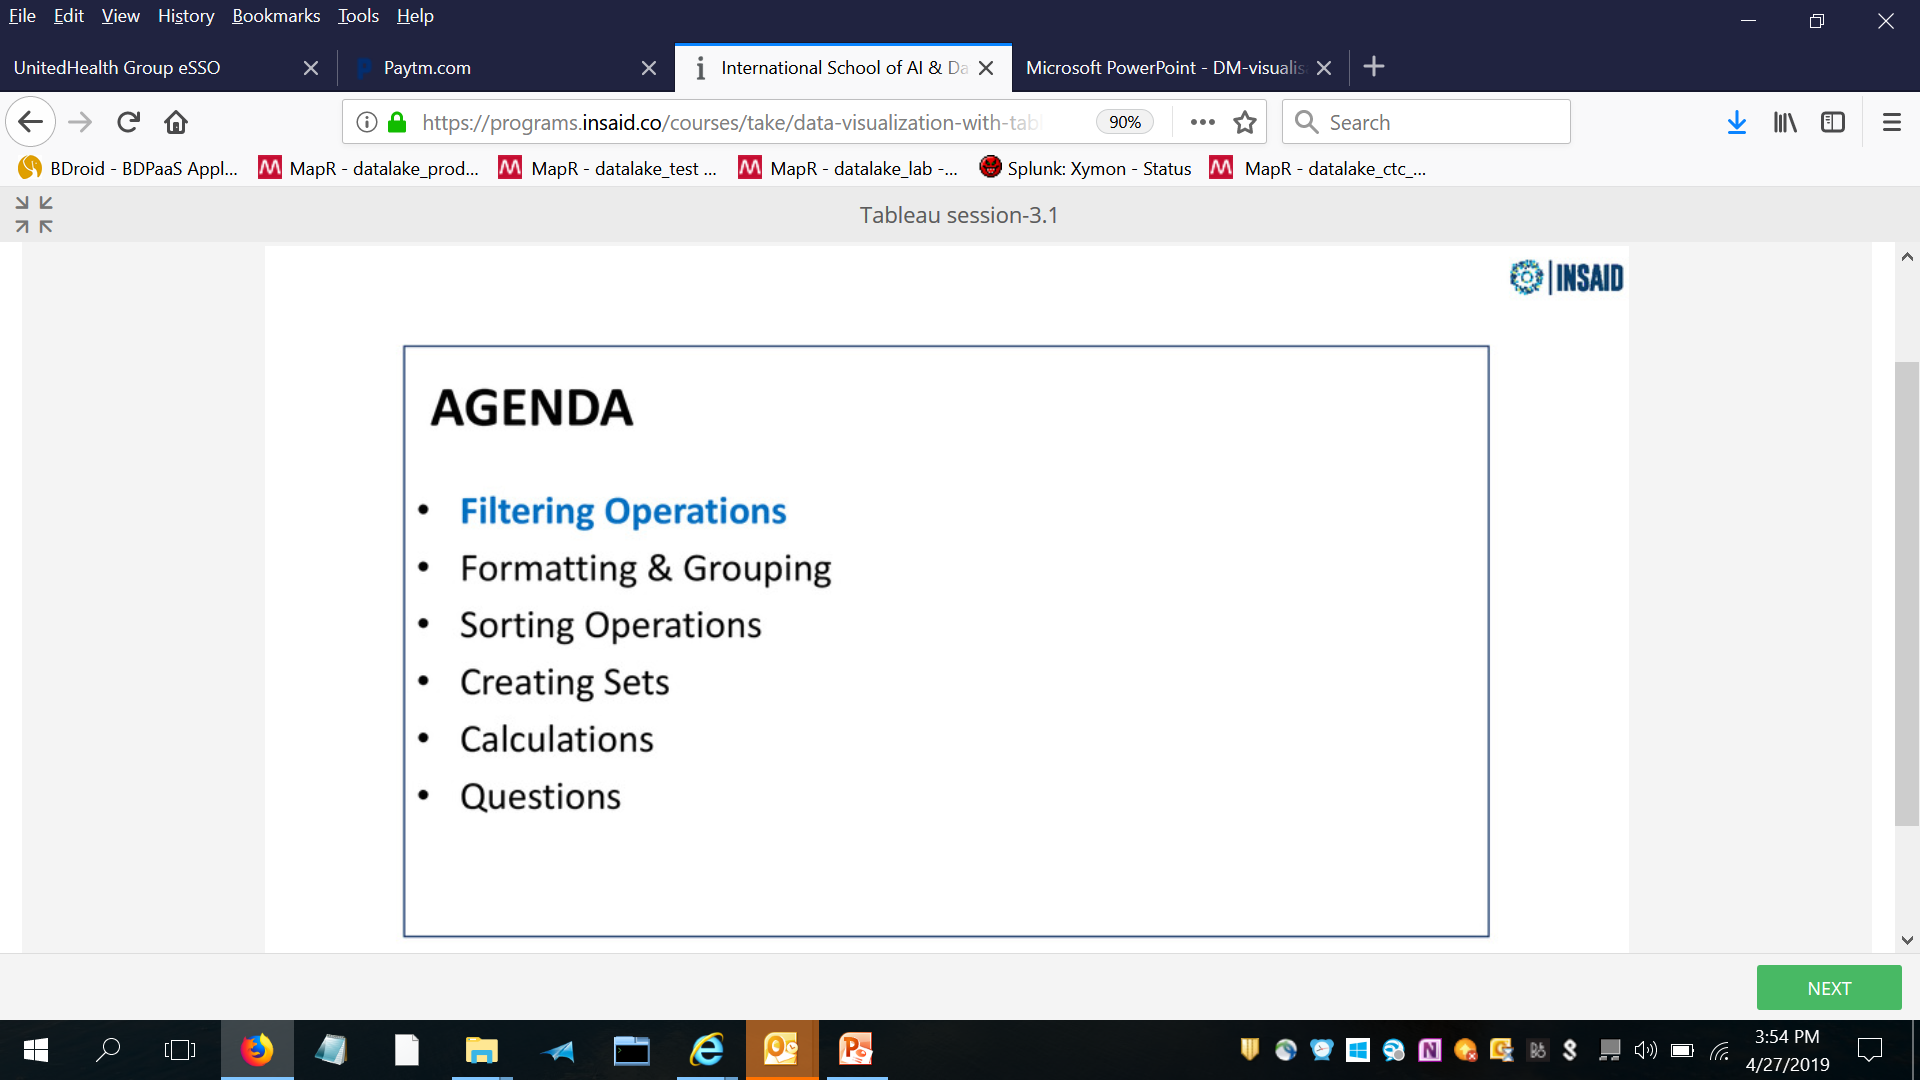 File Edit View History Bookmarks Tools Help
UnitedHealth Group eSSO
Paytm.com
International School of AI & Da
Microsoft PowerPoint - DM-visualis
https://programs.insaid.co/courses/take/data-visualization-with-tabl
90%
Search
BDroid - BDPaaS Appl...
MapR - datalake_prod...
MapR - datalake_test ...
MapR - datalake_lab -...
Splunk: Xymon - Status
MapR - datalake_ctc_...
Tableau session-3.1
INSAID
AGENDA
• Filtering Operations
• Formatting & Grouping
• Sorting Operations
• Creating Sets
• Calculations
• Questions
NEXT
3:54 PM
4/27/2019